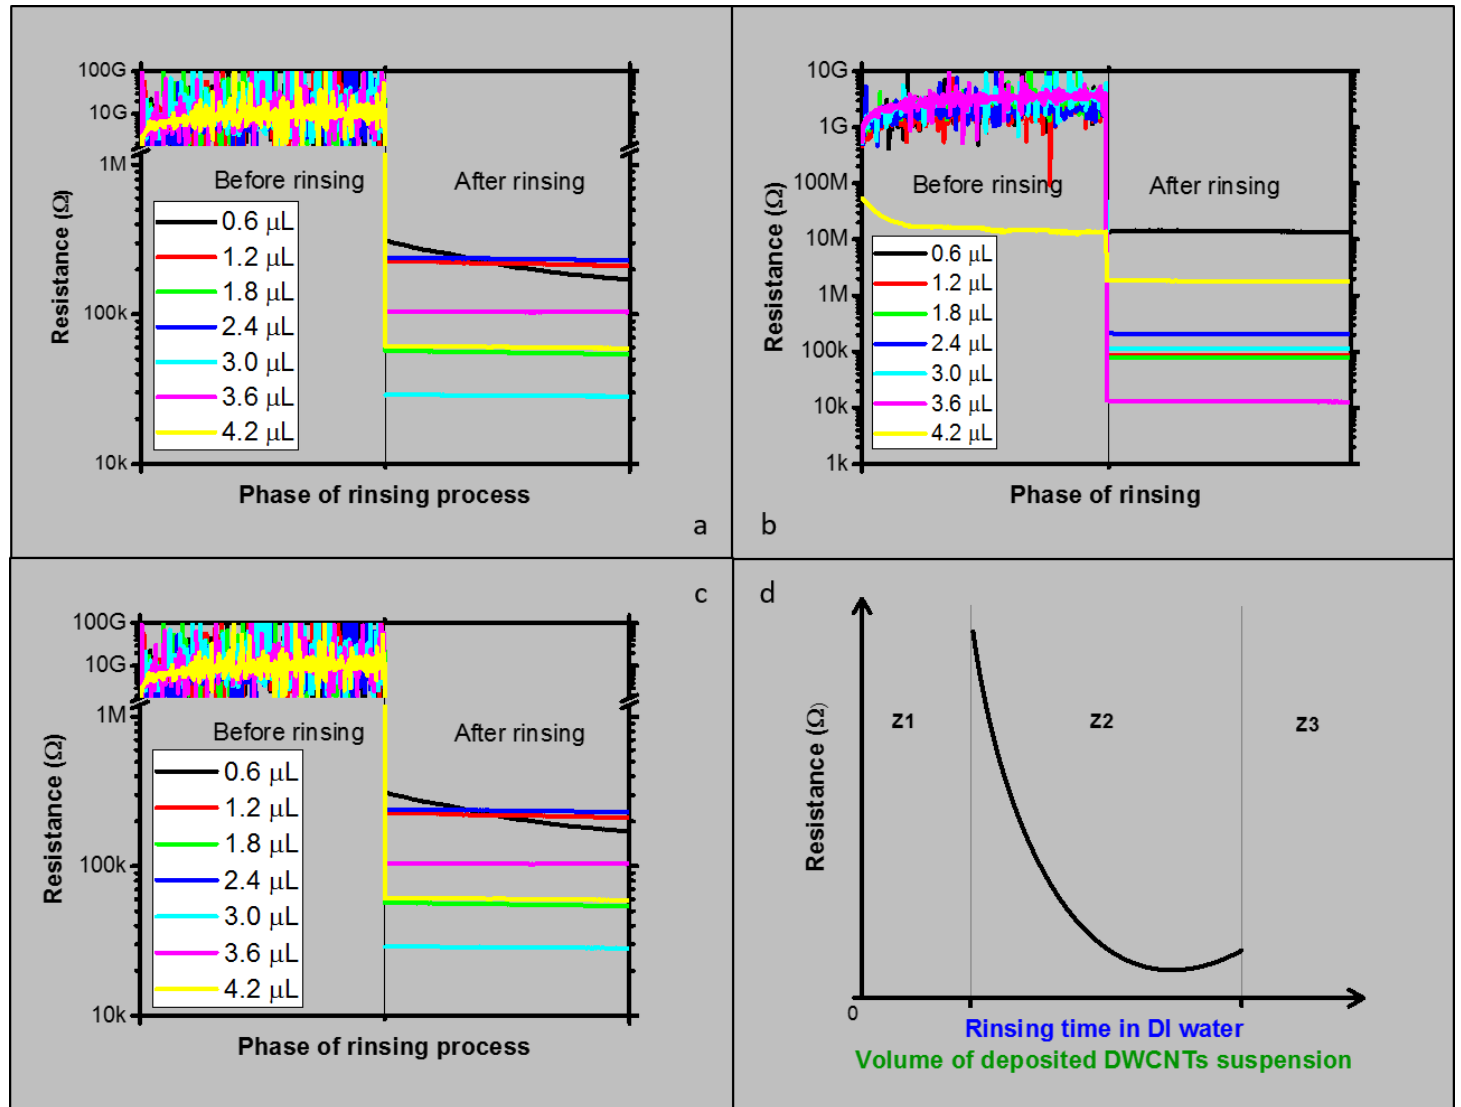 100G
10G
1M
100k
10k
Resistance (Ω)
Before rinsing
After rinsing
0.6 μL
1.2 μL
1.8 μL
2.4 μL
3.0 μL
3.6 μL
4.2 μL
Phase of rinsing process
a
10G
1G
100M
10M
1M
100k
10k
1k
Resistance (Ω)
Before rinsing
After rinsing
0.6 μL
1.2 μL
1.8 μL
2.4 μL
3.0 μL
3.6 μL
4.2 μL
Phase of rinsing
b
c
100G
10G
1M
100k
10k
Resistance (Ω)
Before rinsing
After rinsing
0.6 μL
1.2 μL
1.8 μL
2.4 μL
3.0 μL
3.6 μL
4.2 μL
Phase of rinsing process
d
Resistance (Ω)
z1
z2
z3
0
Rinsing time in DI water
Volume of deposited DWCNTs suspension